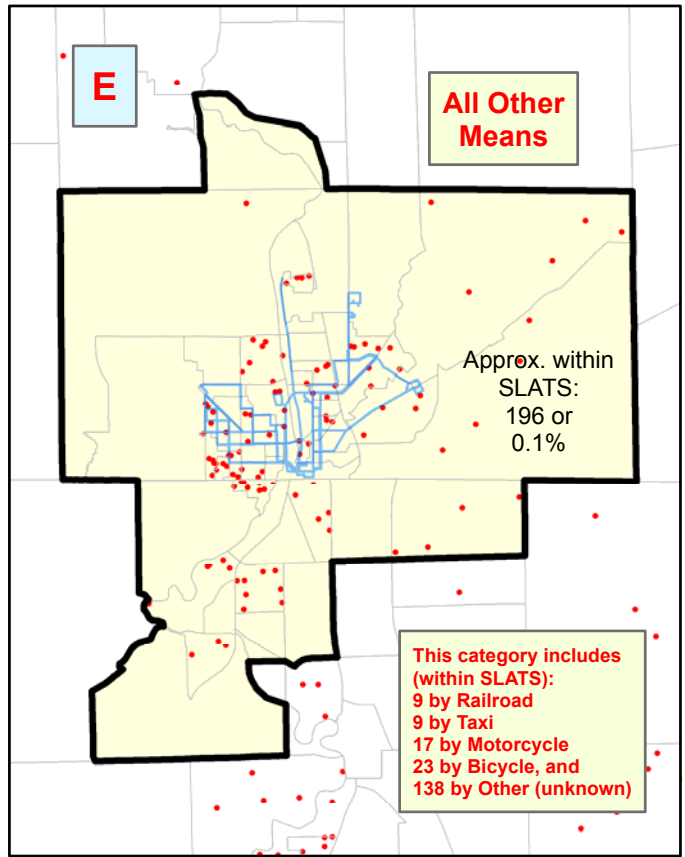 E
All Other
Means
Approx. within
SLATS:
196 or
0.1%
This category includes
(within SLATS):
9 by Railroad
9 by Taxi
17 by Motorcycle
23 by Bicycle, and
138 by Other (unknown)